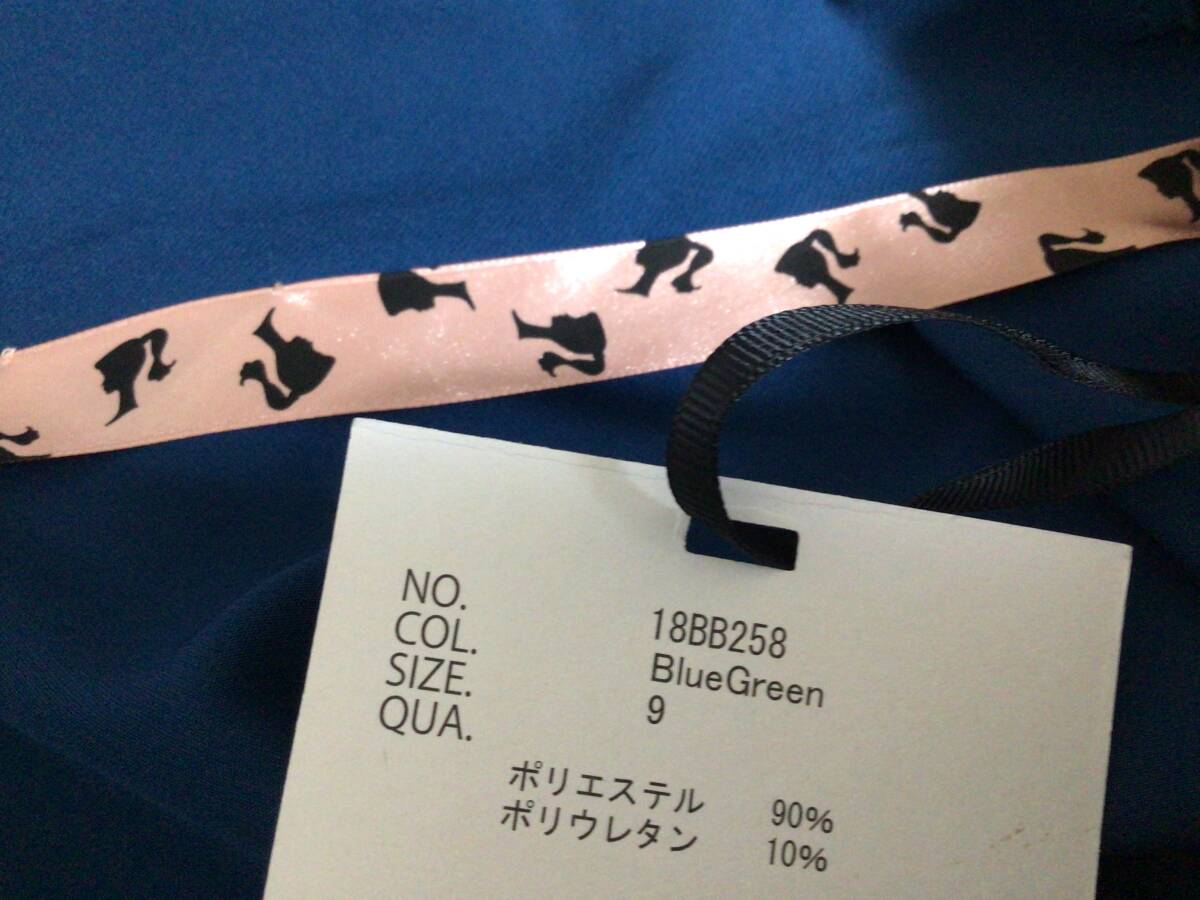 NO. 18BB258
COL. BlueGreen
SIZE. 9
QUA.
ポリエステル 90%
ポリウレタン 10%